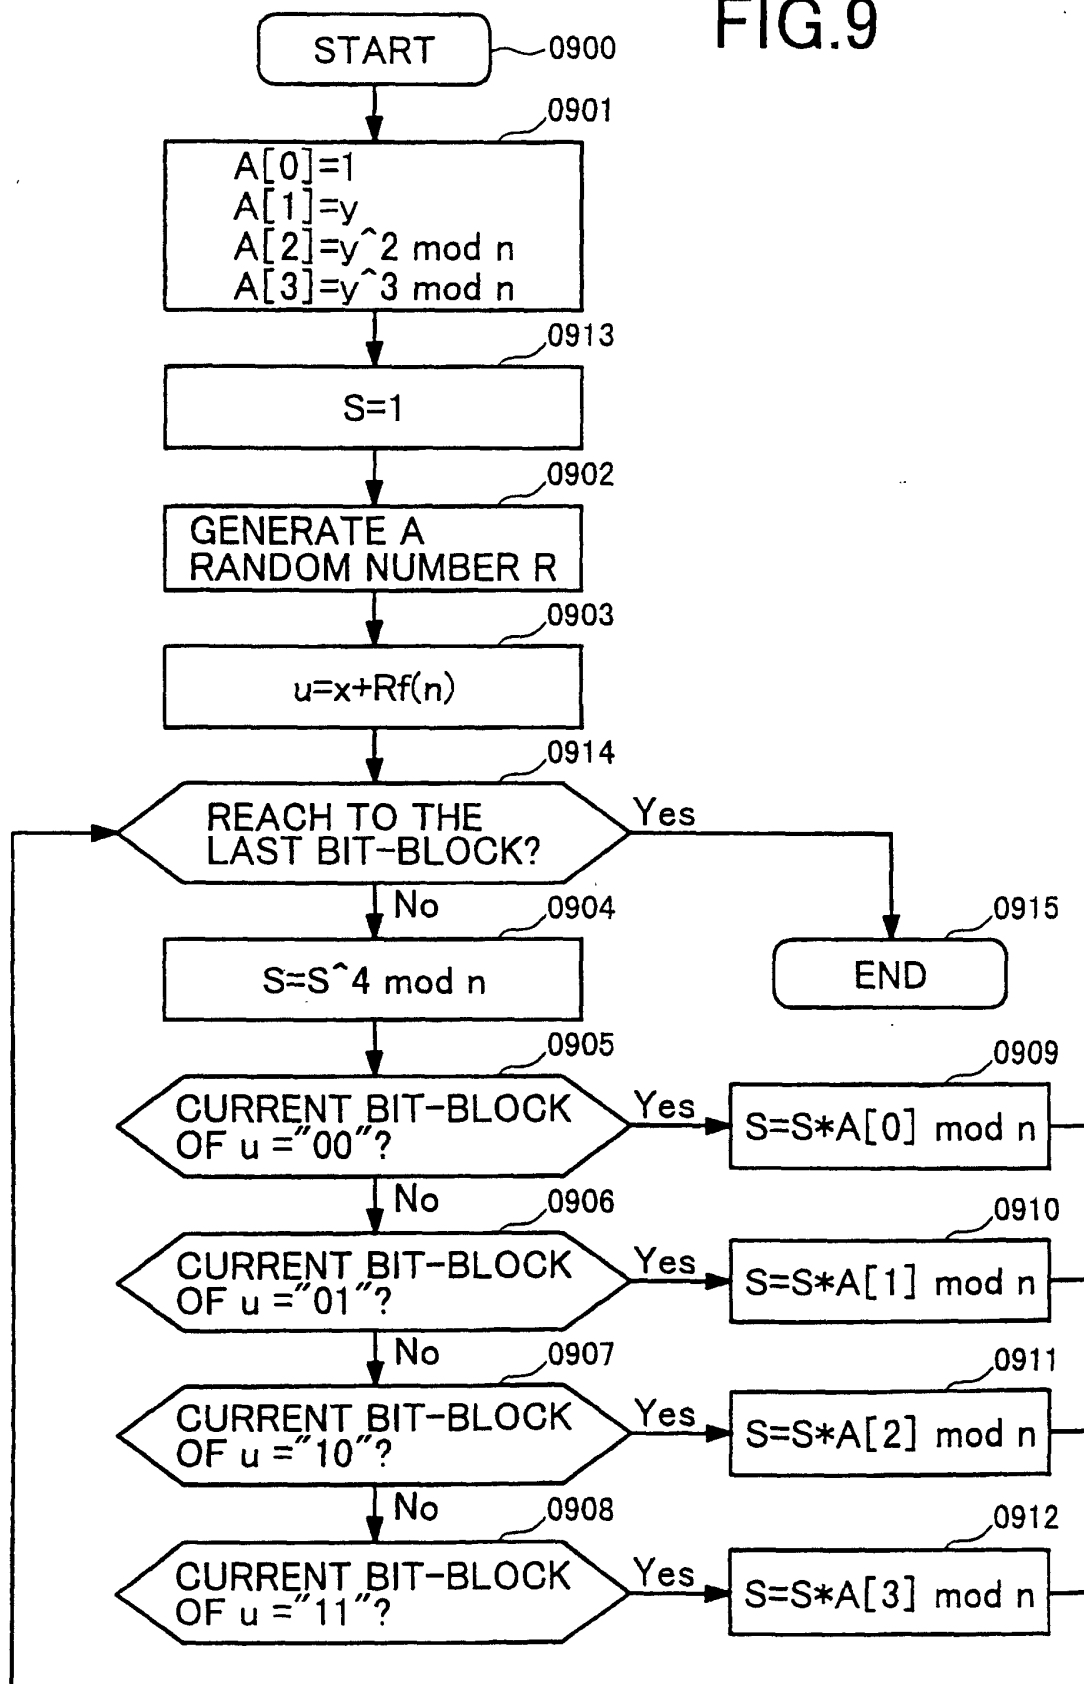 FIG.9
START
0900
0901
A[0]=1
A[1]=y
A[2]=y^2 mod n
A[3]=y^3 mod n
0913
S=1
0902
GENERATE A
RANDOM NUMBER R
0903
u=x+Rf(n)
0914
REACH TO THE
LAST BIT-BLOCK?
Yes
No
0904
S=S^4 mod n
0915
END
0905
CURRENT BIT-BLOCK
OF u ="00"?
Yes
0909
S=S*A[0] mod n
No
0906
CURRENT BIT-BLOCK
OF u ="01"?
Yes
0910
S=S*A[1] mod n
No
0907
CURRENT BIT-BLOCK
OF u ="10"?
Yes
0911
S=S*A[2] mod n
No
0908
CURRENT BIT-BLOCK
OF u ="11"?
Yes
0912
S=S*A[3] mod n